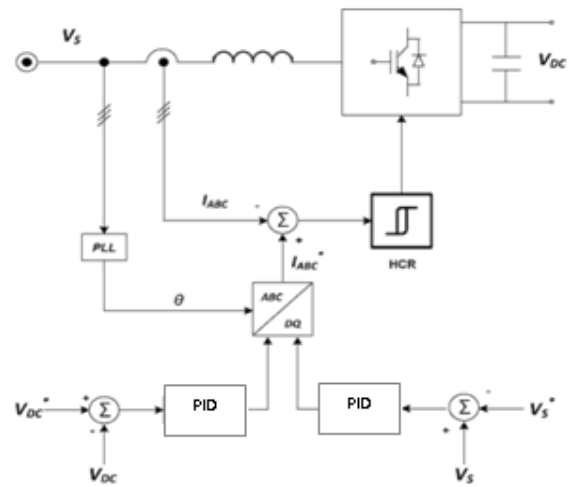 V_S
V_DC
I_ABC
-
Σ
+
I_ABC*
HCR
PLL
θ
ABC
DQ
V_DC*
+
Σ
-
V_DC
PID
PID
Σ
-
+
V_S*
V_S